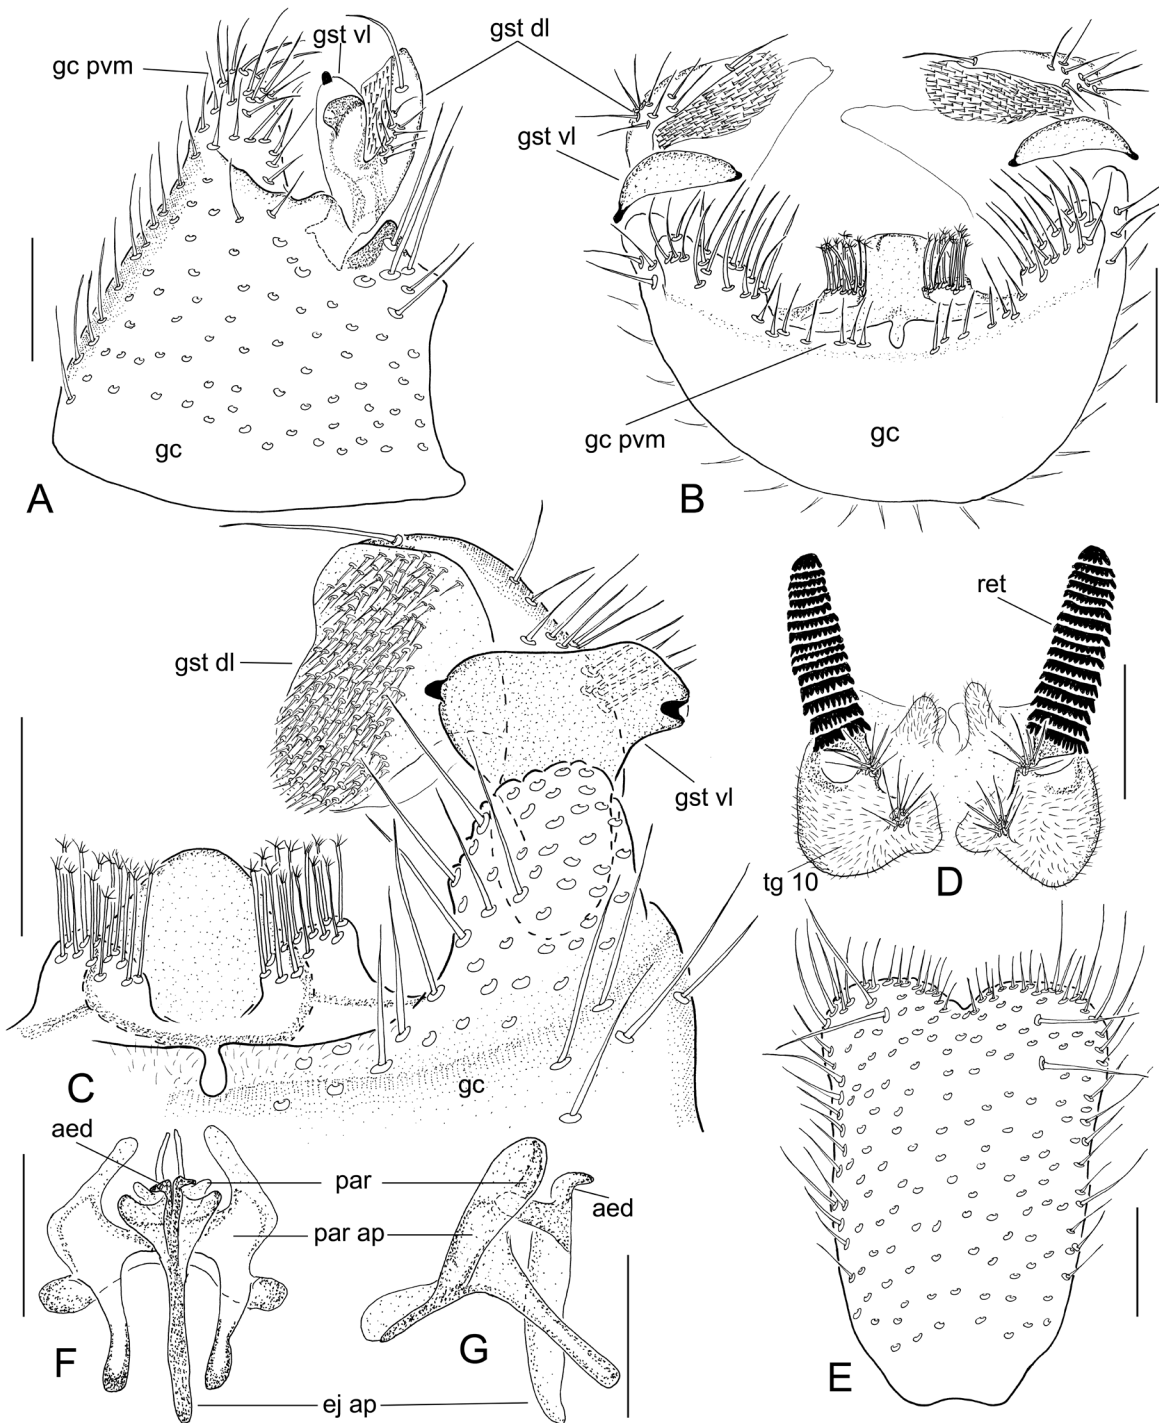 gst vl
gst dl
gc pvm
gst vl
gc
gc pvm
gc
A
B
ret
gst dl
gst vl
tg 10
D
C
gc
aed
par
aed
par ap
F
G
E
ej ap